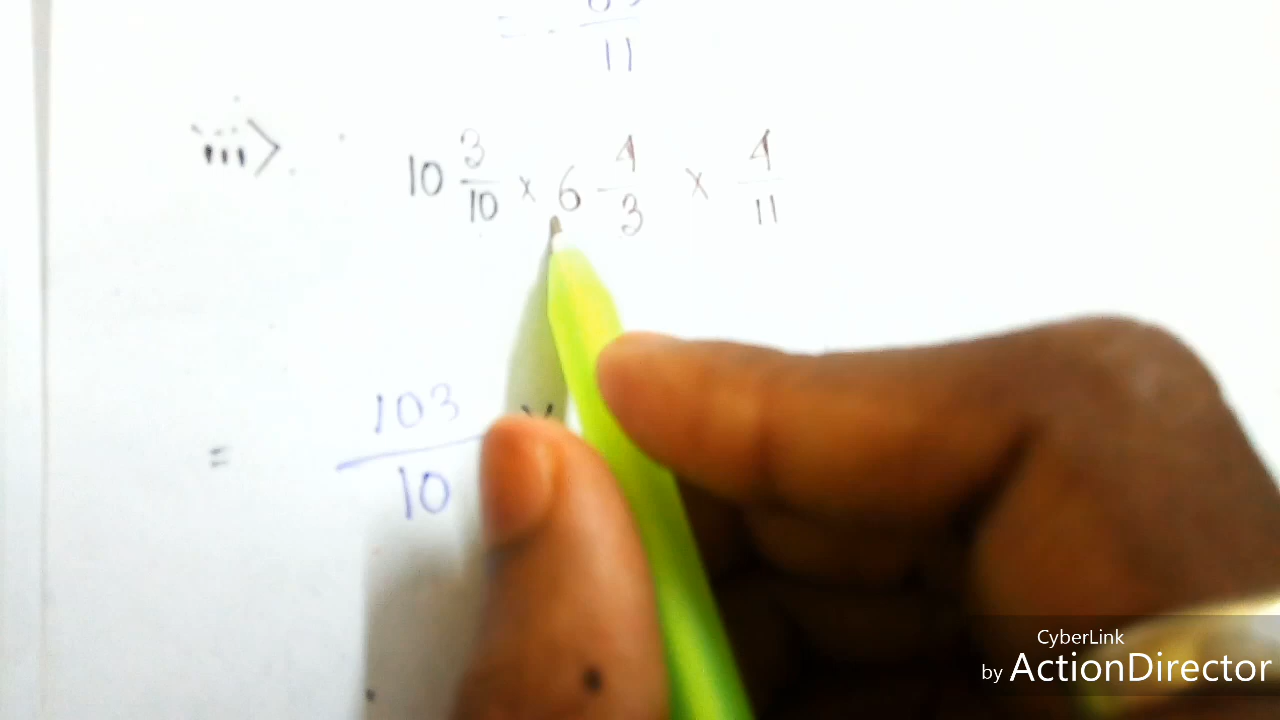 11
iii>. 10 3/10 × 6 4/3 × 4/11
= 103/10 ×
CyberLink
by ActionDirector